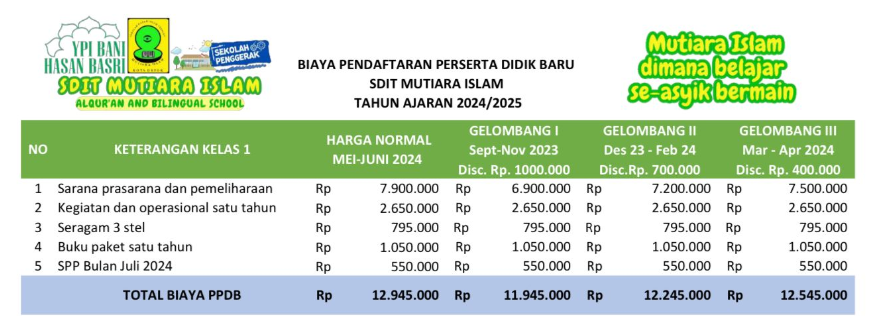 YPI BANI
HASAN BASRI
SEKOLAH
PENGGERAK
SDIT MUTIARA ISLAM
ALQUR'AN AND BILINGUAL SCHOOL
BIAYA PENDAFTARAN PERSERTA DIDIK BARU
SDIT MUTIARA ISLAM
TAHUN AJARAN 2024/2025
Mutiara Islam
dimana belajar
se-asyik bermain
NO KETERANGAN KELAS 1 HARGA NORMAL MEI-JUNI 2024 GELOMBANG I Sept-Nov 2023 Disc. Rp. 1000.000 GELOMBANG II Des 23 - Feb 24 Disc.Rp. 700.000 GELOMBANG III Mar - Apr 2024 Disc. Rp. 400.000
1 Sarana prasarana dan pemeliharaan Rp 7.900.000 Rp 6.900.000 Rp 7.200.000 Rp 7.500.000
2 Kegiatan dan operasional satu tahun Rp 2.650.000 Rp 2.650.000 Rp 2.650.000 Rp 2.650.000
3 Seragam 3 stel Rp 795.000 Rp 795.000 Rp 795.000 Rp 795.000
4 Buku paket satu tahun Rp 1.050.000 Rp 1.050.000 Rp 1.050.000 Rp 1.050.000
5 SPP Bulan Juli 2024 Rp 550.000 Rp 550.000 Rp 550.000 Rp 550.000
TOTAL BIAYA PPDB Rp 12.945.000 Rp 11.945.000 Rp 12.245.000 Rp 12.545.000